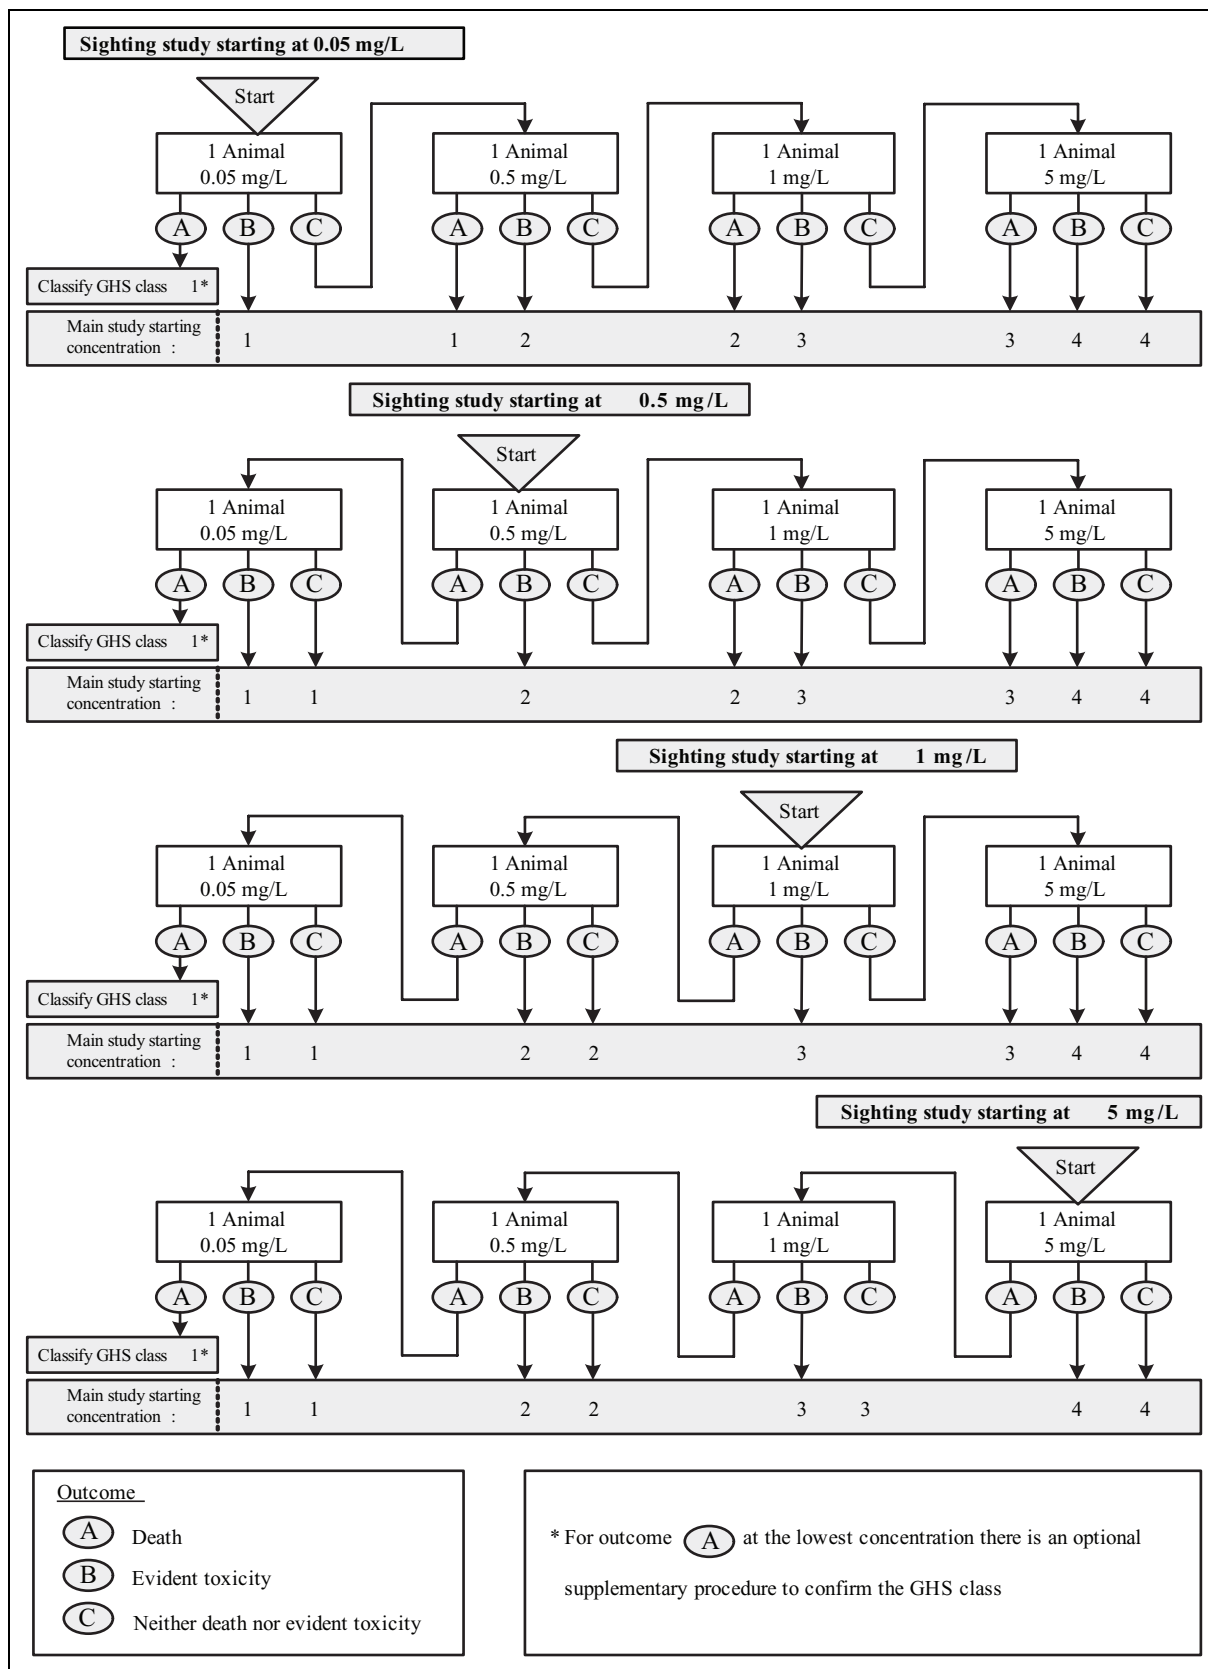 Sighting study starting at 0.05 mg/L
Start
1 Animal 1 Animal 1 Animal 1 Animal
0.05 mg/L 0.5 mg/L 1 mg/L 5 mg/L
A B C A B C A B C A B C
Classify GHS class 1*
Main study starting
concentration :
1 1 2 2 3 3 4 4
Sighting study starting at 0.5 mg/L
Start
1 Animal 1 Animal 1 Animal 1 Animal
0.05 mg/L 0.5 mg/L 1 mg/L 5 mg/L
A B C A B C A B C A B C
Classify GHS class 1*
Main study starting
concentration :
1 1 2 2 3 3 4 4
Sighting study starting at 1 mg/L
Start
1 Animal 1 Animal 1 Animal 1 Animal
0.05 mg/L 0.5 mg/L 1 mg/L 5 mg/L
A B C A B C A B C A B C
Classify GHS class 1*
Main study starting
concentration :
1 1 2 2 3 3 4 4
Sighting study starting at 5 mg/L
Start
1 Animal 1 Animal 1 Animal 1 Animal
0.05 mg/L 0.5 mg/L 1 mg/L 5 mg/L
A B C A B C A B C A B C
Classify GHS class 1*
Main study starting
concentration :
1 1 2 2 3 3 4 4
Outcome
A Death
B Evident toxicity
C Neither death nor evident toxicity
* For outcome A at the lowest concentration there is an optional
supplementary procedure to confirm the GHS class